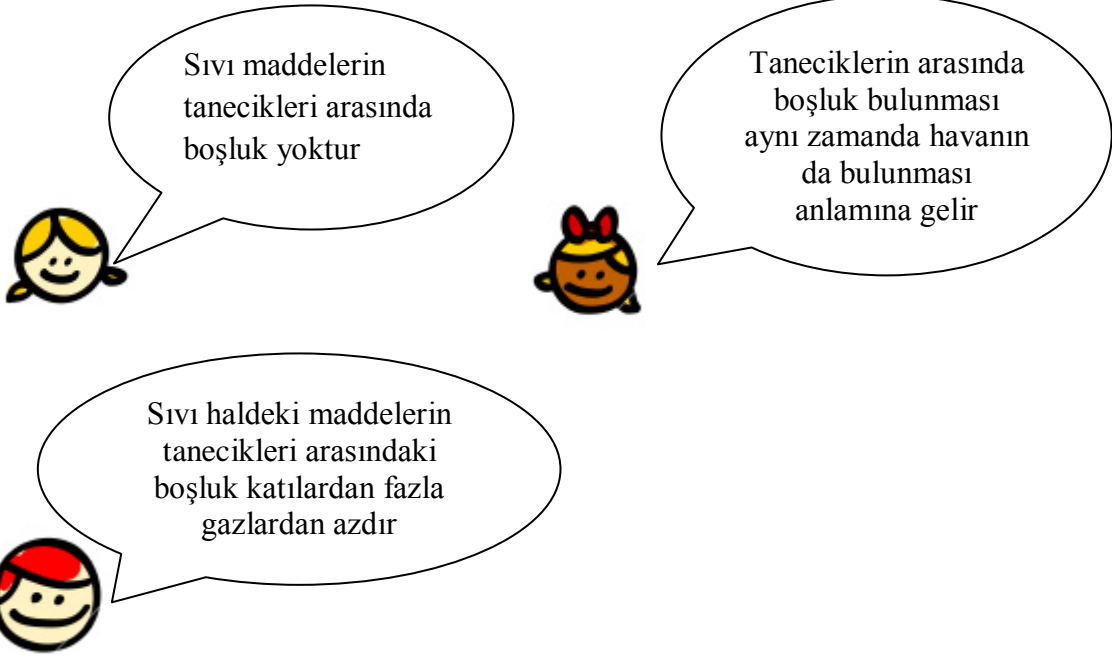 Sıvı maddelerin
tanecikleri arasında
boşluk yoktur
Taneciklerin arasında
boşluk bulunması
aynı zamanda havanın
da bulunması
anlamına gelir
Sıvı haldeki maddelerin
tanecikleri arasındaki
boşluk katılardan fazla
gazlardan azdır